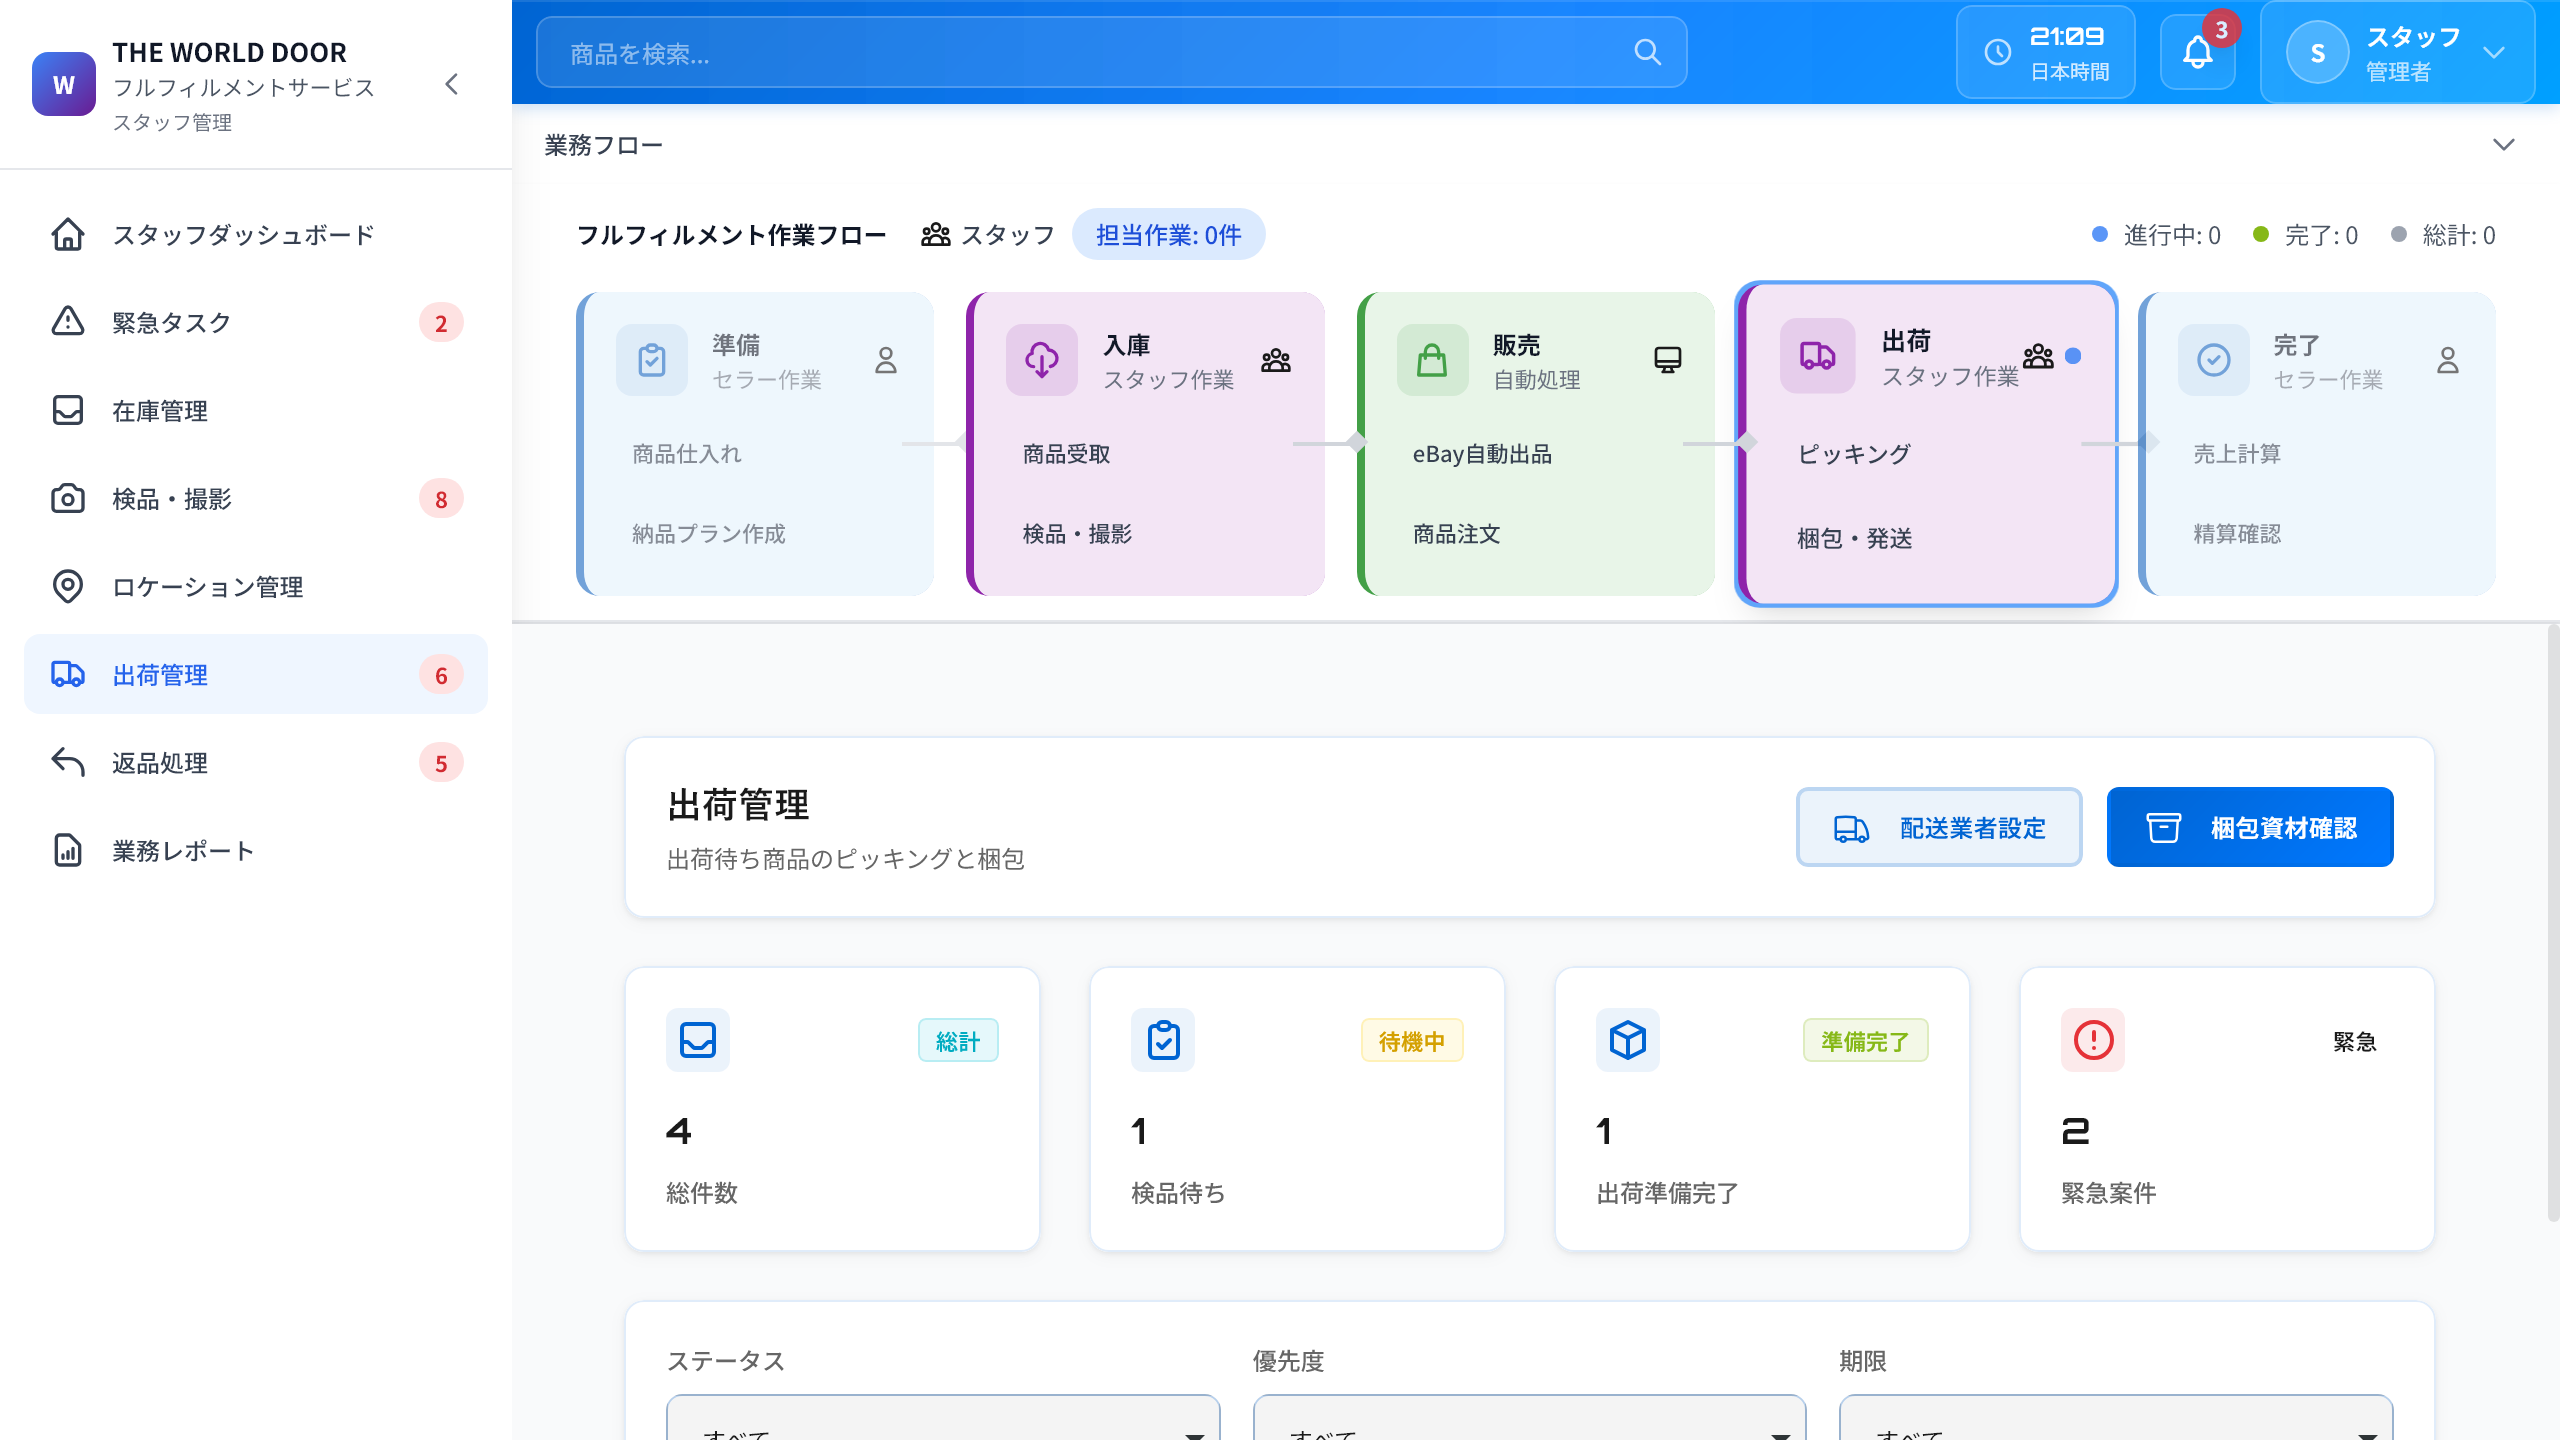 THE WORLD DOOR
W
フルフィルメントサービス
スタッフ管理
スタッフダッシュボード
緊急タスク
2
在庫管理
検品・撮影
8
ロケーション管理
出荷管理
6
返品処理
5
業務レポート
商品を検索...
21:09
日本時間
3
S
スタッフ
管理者
業務フロー
フルフィルメント作業フロー
スタッフ
担当作業: 0件
進行中: 0
完了: 0
総計: 0
準備
セラー作業
商品仕入れ
納品プラン作成
入庫
スタッフ作業
商品受取
検品・撮影
販売
自動処理
eBay自動出品
商品注文
出荷
スタッフ作業
ピッキング
梱包・発送
完了
セラー作業
売上計算
精算確認
出荷管理
出荷待ち商品のピッキングと梱包
配送業者設定
梱包資材確認
総計
4
総件数
待機中
1
検品待ち
準備完了
1
出荷準備完了
緊急
2
緊急案件
ステータス
すべて
優先度
すべて
期限
すべて